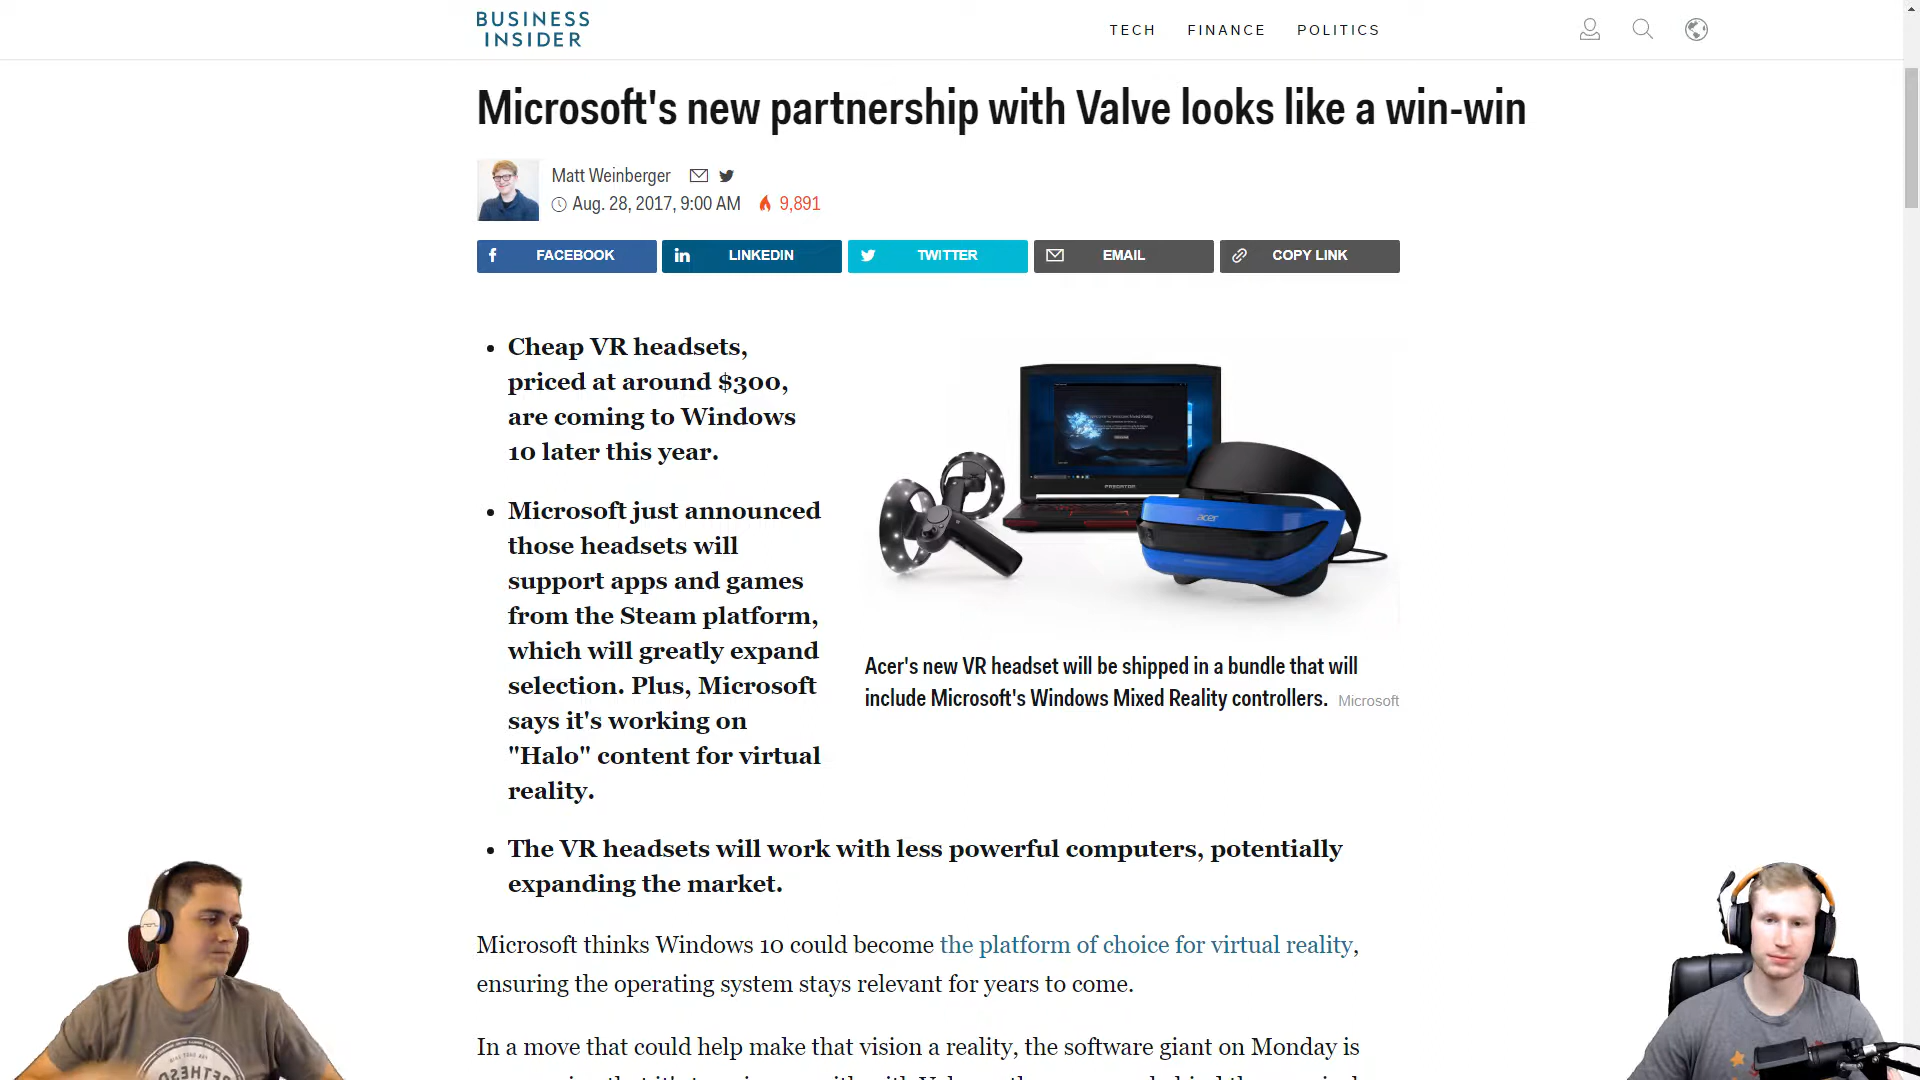 BUSINESS
INSIDER
TECH FINANCE POLITICS
Microsoft's new partnership with Valve looks like a win-win
Matt Weinberger
Aug. 28, 2017, 9:00 AM 9,891
FACEBOOK LINKEDIN TWITTER EMAIL COPY LINK
• Cheap VR headsets,
priced at around $300,
are coming to Windows
10 later this year.
• Microsoft just announced
those headsets will
support apps and games
from the Steam platform,
which will greatly expand
selection. Plus, Microsoft
says it's working on
"Halo" content for virtual
reality.
PREDATOR
acer
Acer's new VR headset will be shipped in a bundle that will
include Microsoft's Windows Mixed Reality controllers. Microsoft
• The VR headsets will work with less powerful computers, potentially
expanding the market.
Microsoft thinks Windows 10 could become the platform of choice for virtual reality,
ensuring the operating system stays relevant for years to come.
In a move that could help make that vision a reality, the software giant on Monday is